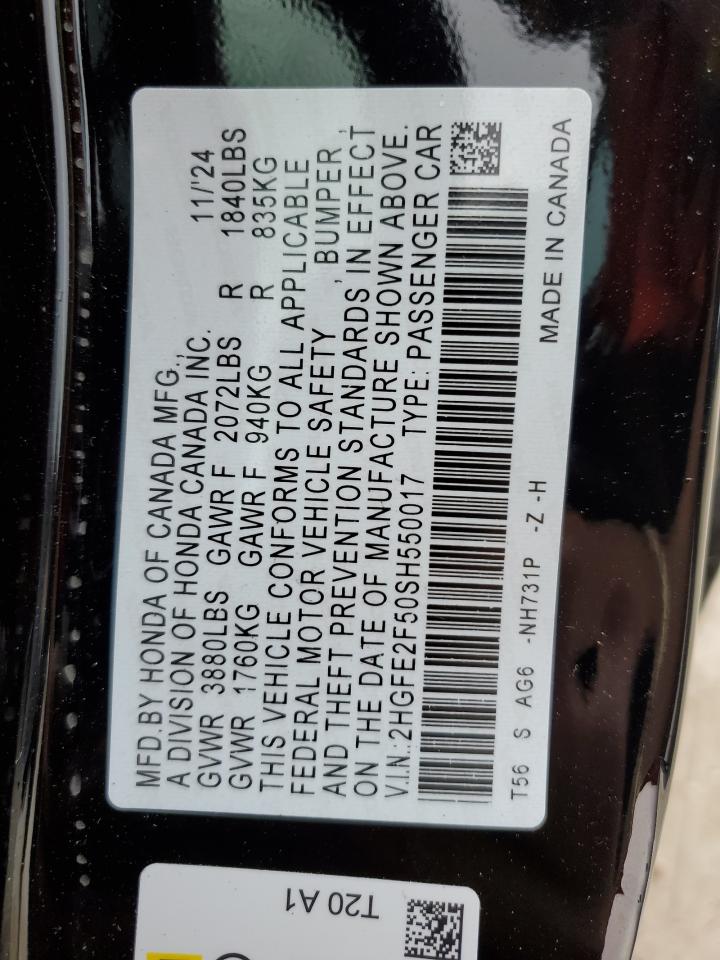 MFD.BY HONDA OF CANADA MFG.,
A DIVISION OF HONDA CANADA INC. 11/'24
GVWR 3880LBS GAWR F 2072LBS R 1840LBS
GVWR 1760KG GAWR F 940KG R 835KG
THIS VEHICLE CONFORMS TO ALL APPLICABLE
FEDERAL MOTOR VEHICLE SAFETY , BUMPER ,
AND THEFT PREVENTION STANDARDS IN EFFECT
ON THE DATE OF MANUFACTURE SHOWN ABOVE.
V.I.N.:2HGFE2F50SH550017 TYPE: PASSENGER CAR
T56 S AG6 -NH731P -Z -H MADE IN CANADA
T20 A1